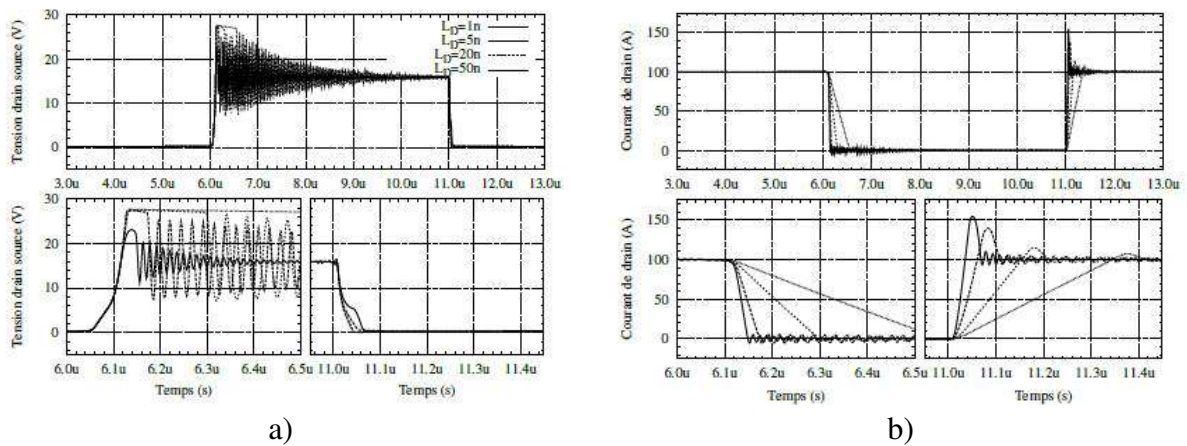 Tension drain source (V)
30
20
10
0
L_D=1n
L_D=5n
L_D=20n
L_D=50n
3.0u 4.0u 5.0u 6.0u 7.0u 8.0u 9.0u 10.0u 11.0u 12.0u 13.0u
Tension drain source (V)
30
20
10
0
6.0u 6.1u 6.2u 6.3u 6.4u 6.5u 11.0u 11.1u 11.2u 11.3u 11.4u
Temps (s)
a)
Courant de drain (A)
150
100
50
0
3.0u 4.0u 5.0u 6.0u 7.0u 8.0u 9.0u 10.0u 11.0u 12.0u 13.0u
Courant de drain (A)
150
100
50
0
6.0u 6.1u 6.2u 6.3u 6.4u 6.5u 11.0u 11.1u 11.2u 11.3u 11.4u
Temps (s)
b)